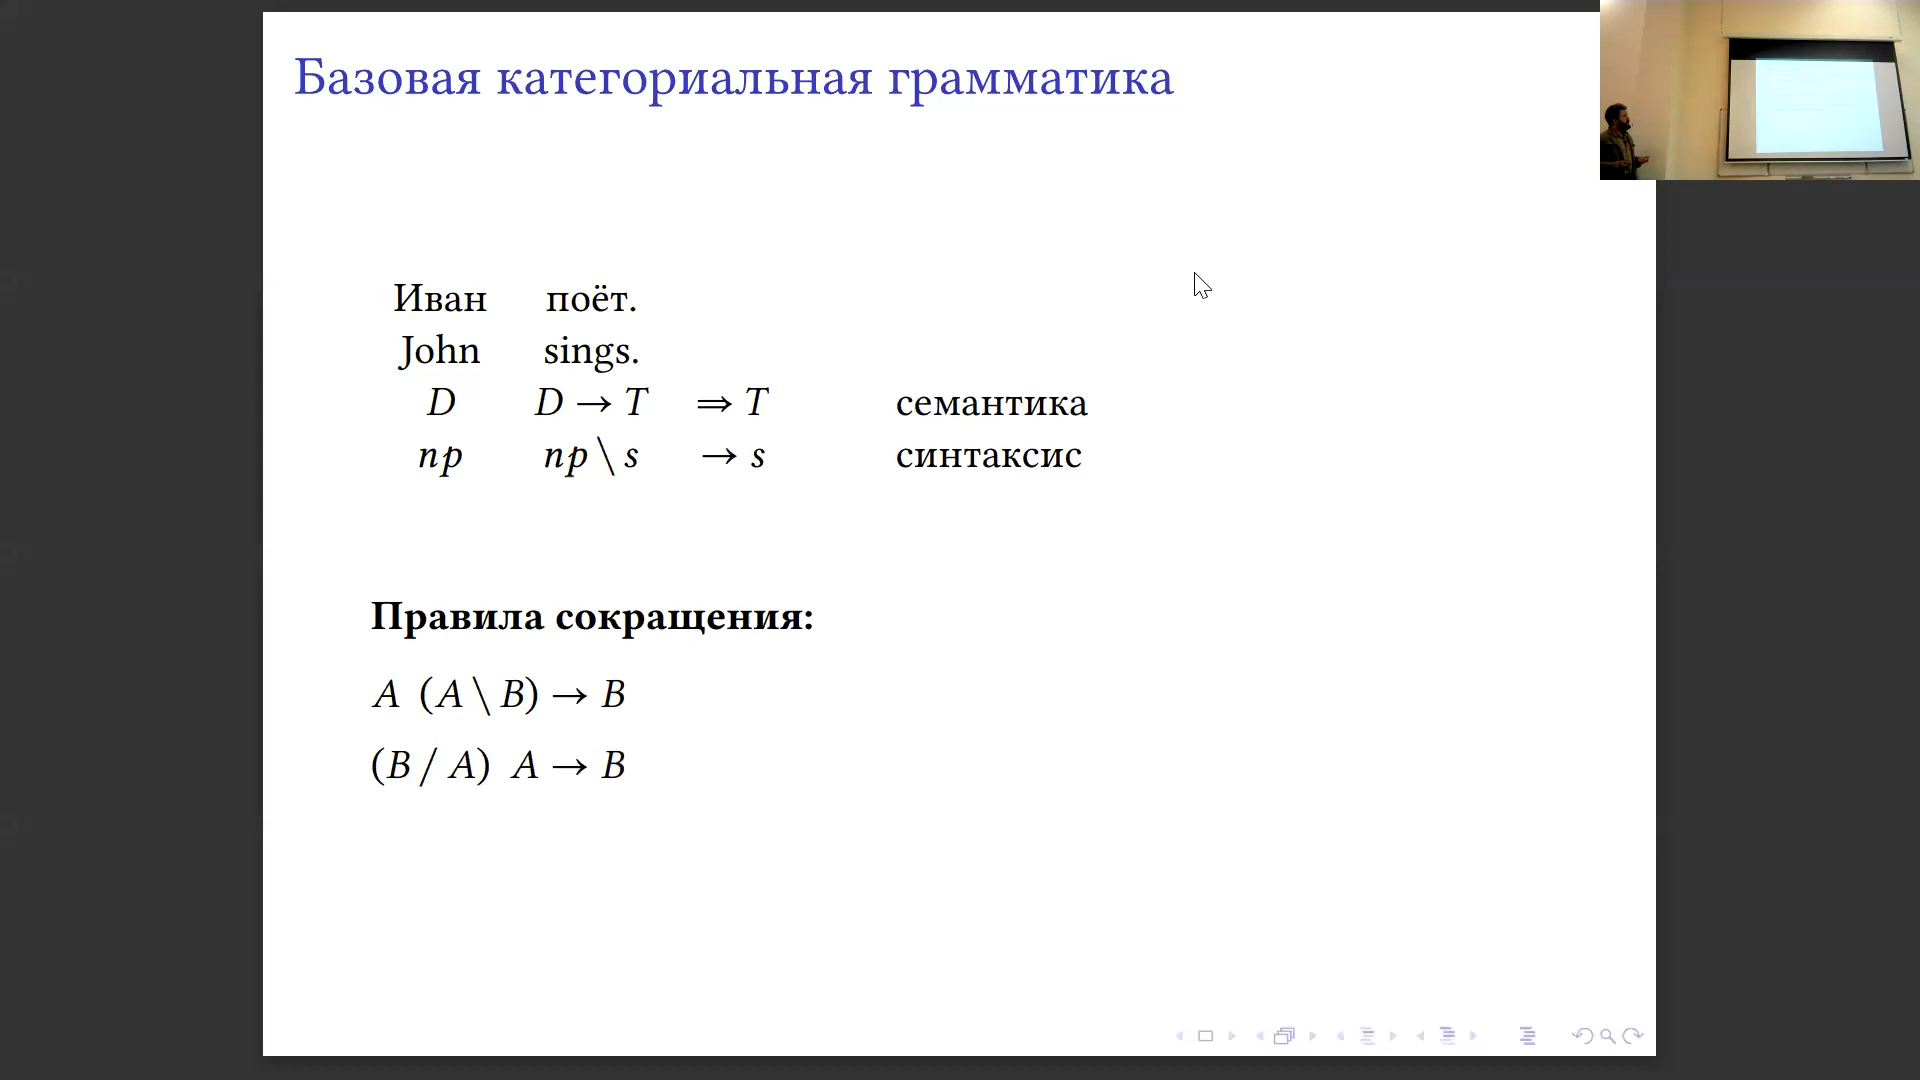 Базовая категориальная грамматика
Иван поёт.
John sings.
D D → T ⇒ T семантика
np np \ s → s синтаксис
Правила сокращения:
A (A \ B) → B
(B / A) A → B